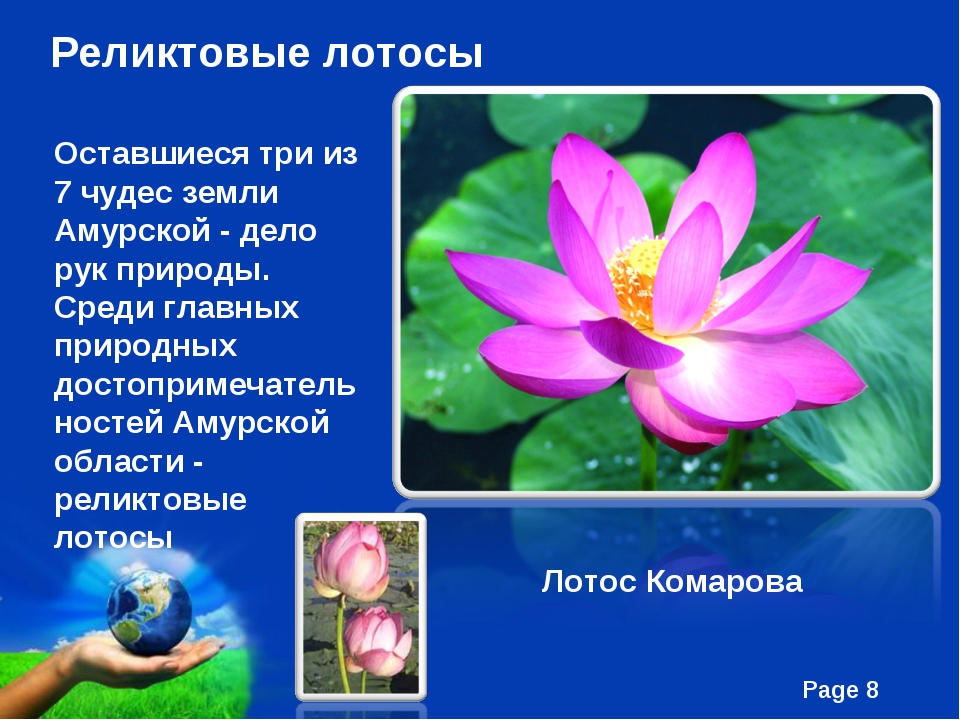 Реликтовые лотосы
Оставшиеся три из
7 чудес земли
Амурской - дело
рук природы.
Среди главных
природных
достопримечатель
ностей Амурской
области -
реликтовые
лотосы
Лотос Комарова
Page 8